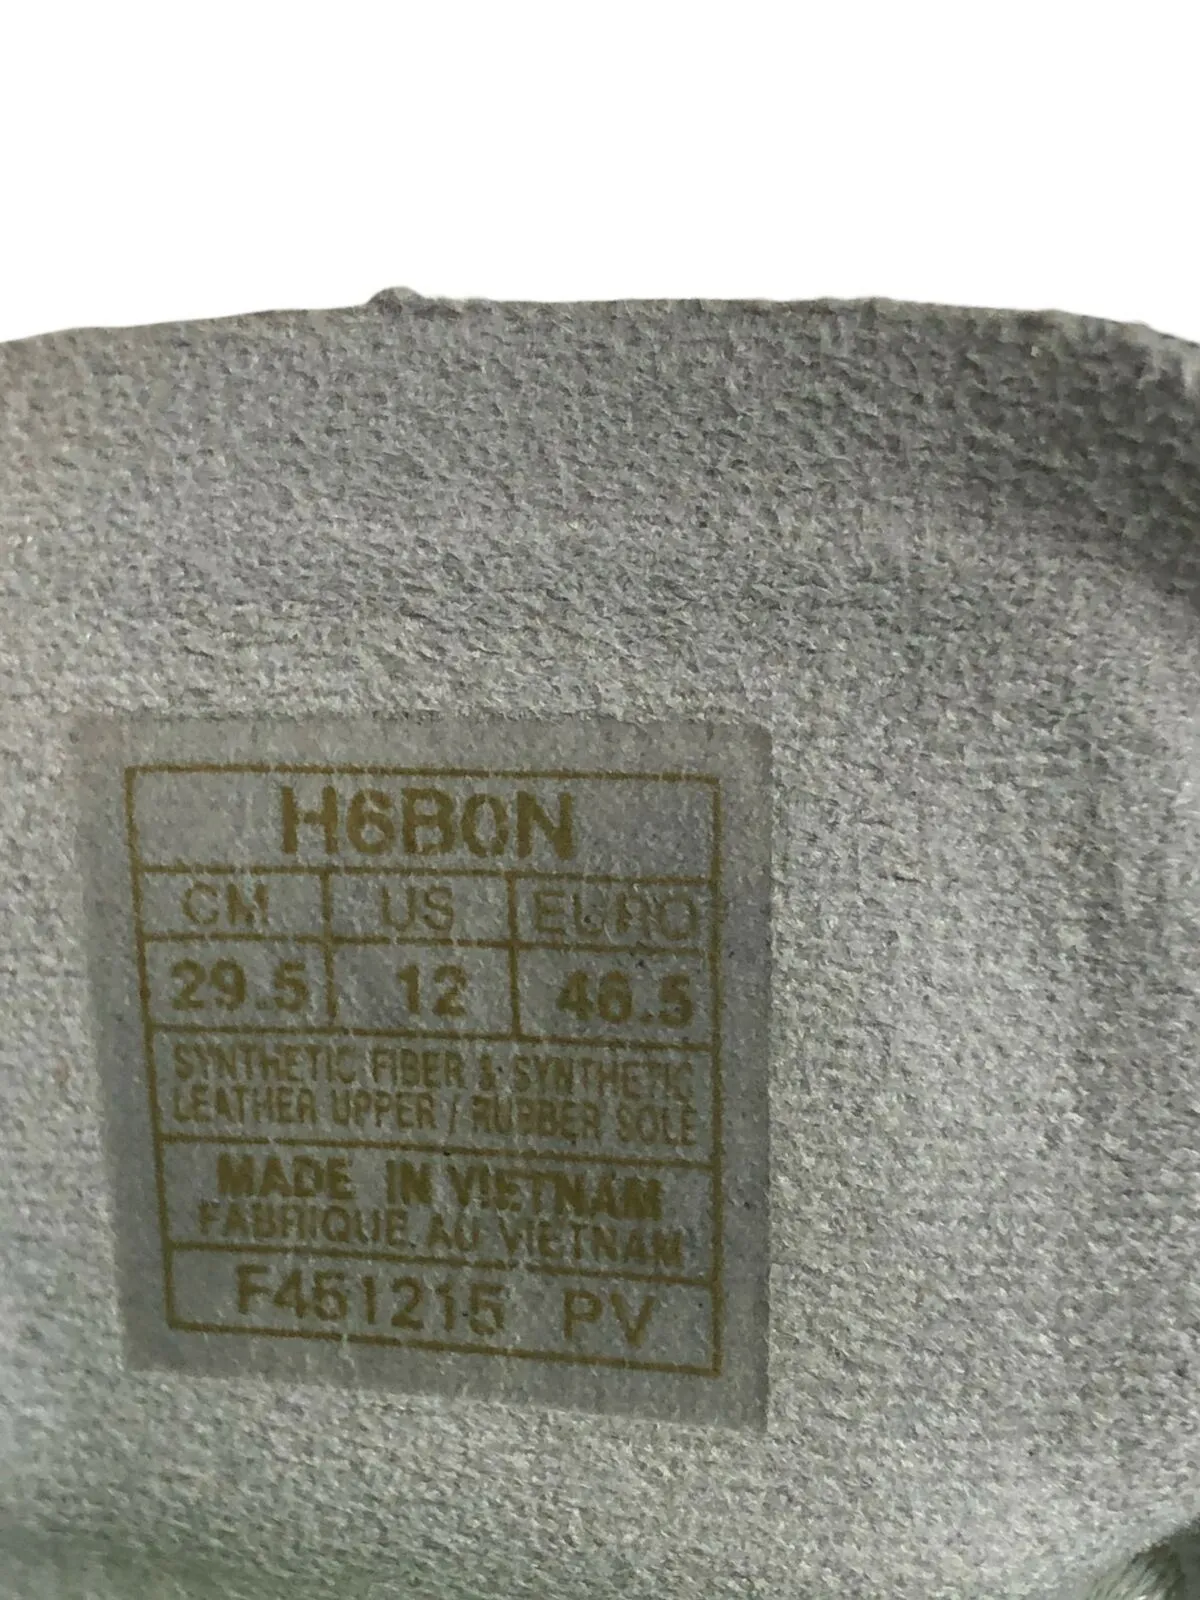 H6B0N
CM US EURO
29.5 12 46.5
SYNTHETIC FIBER & SYNTHETIC
LEATHER UPPER / RUBBER SOLE
MADE IN VIETNAM
FABRIQUE AU VIETNAM
F451215 PV